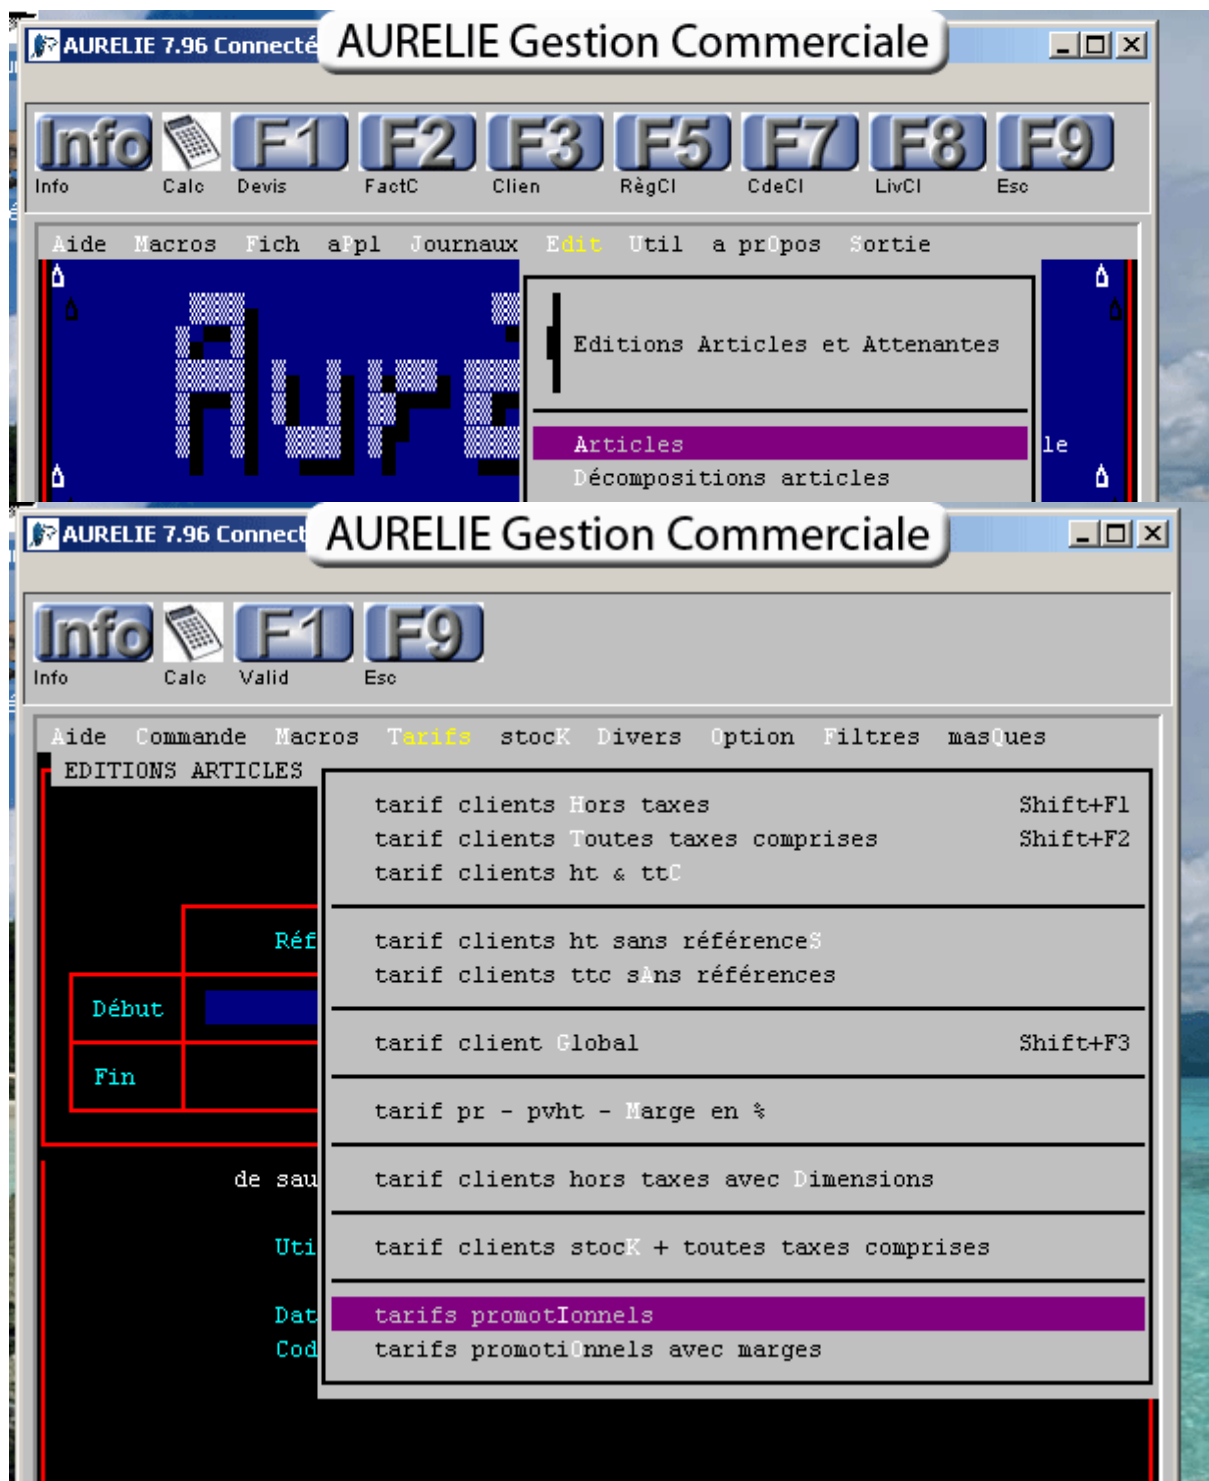 AURELIE 7.96 Connecté AURELIE Gestion Commerciale
Info F1 F2 F3 F5 F7 F8 F9
Info Calc Devis FactC Clien RègCl CdeCl LivCl Esc
Aide Macros Fich aPpl Journaux Edit Util a prOpos Sortie
Editions Articles et Attenantes
Articles
le
Décompositions articles
AURELIE 7.96 Connect AURELIE Gestion Commerciale
Info F1 F9
Info Calc Valid Esc
Aide Commande Macros Tarifs stocK Divers Option Filtres masQues
EDITIONS ARTICLES
tarif clients Hors taxes Shift+F1
tarif clients Toutes taxes comprises Shift+F2
tarif clients ht & ttC
Réf tarif clients ht sans référenceS
tarif clients ttc sAns références
Début
tarif client Global Shift+F3
Fin
tarif pr - pvht - Marge en %
de sau tarif clients hors taxes avec Dimensions
Uti tarif clients stocK + toutes taxes comprises
Dat tarifs promotIonnels
Cod tarifs promotiOnnels avec marges